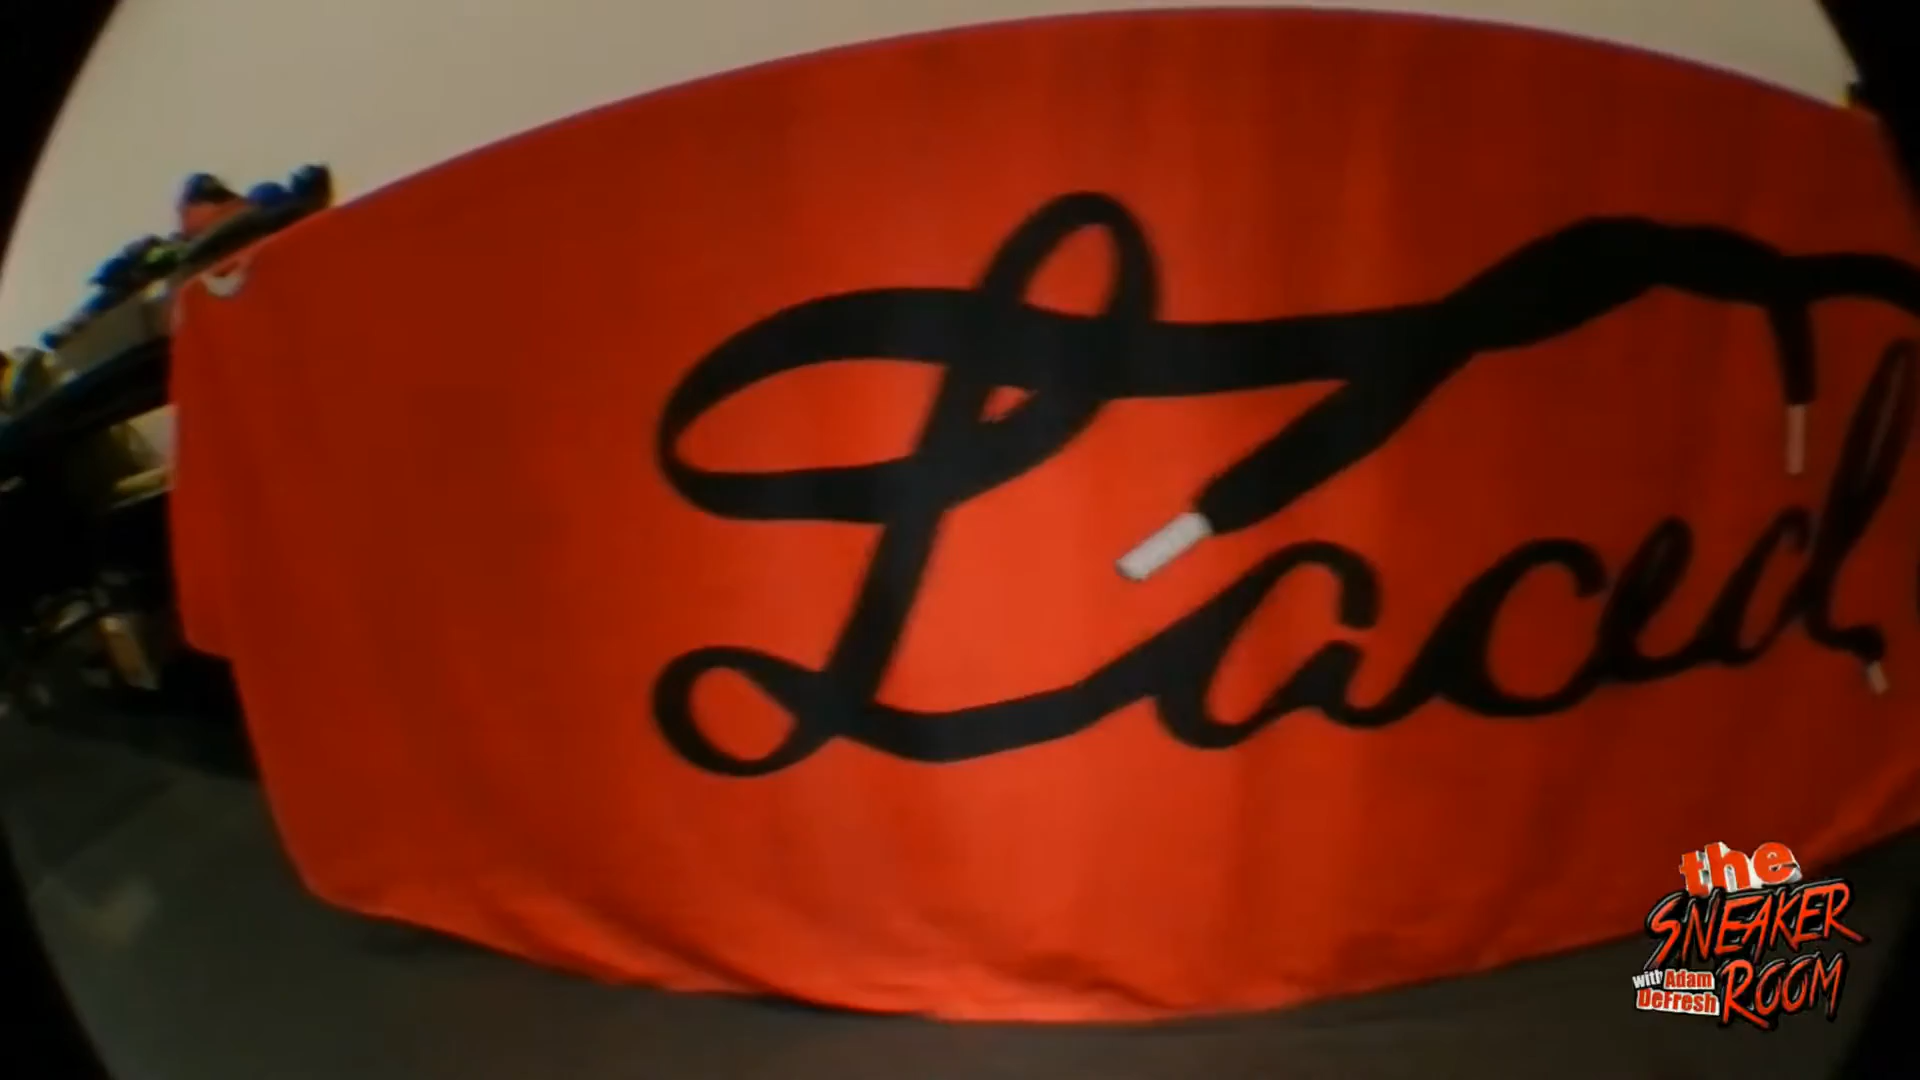 Laced
the
SNEAKER
with Adam
DeFresh
ROOM